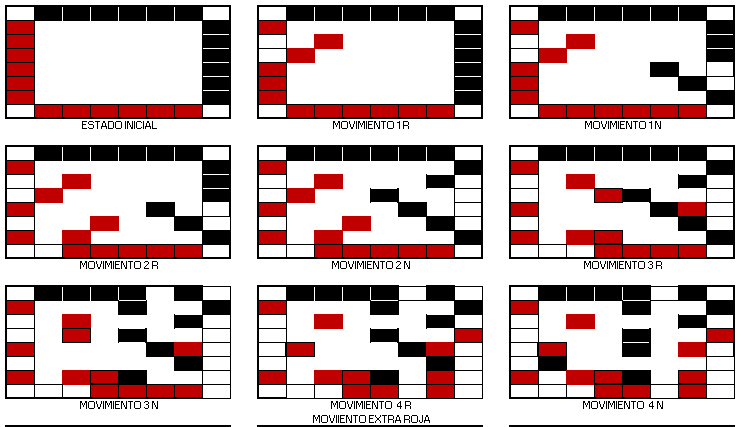 ESTADO INICIAL
MOVIMIENTO 1 R
MOVIMIENTO 1 N
MOVIMIENTO 2 R
MOVIMIENTO 2 N
MOVIMIENTO 3 R
MOVIMIENTO 3 N
MOVIMIENTO 4 R
MOVIIENTO EXTRA ROJA
MOVIMIENTO 4 N